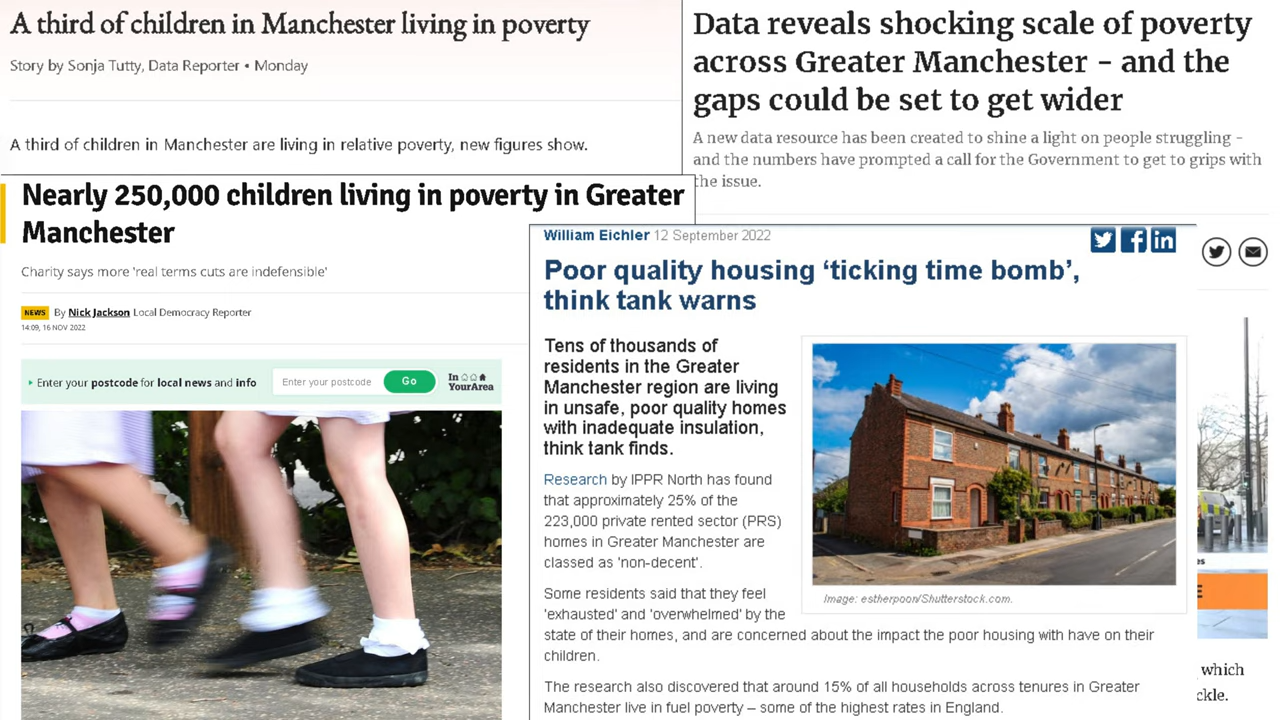 A third of children in Manchester living in poverty
Story by Sonja Tutty, Data Reporter • Monday
A third of children in Manchester are living in relative poverty, new figures show.
Data reveals shocking scale of poverty
across Greater Manchester - and the
gaps could be set to get wider
A new data resource has been created to shine a light on people struggling -
and the numbers have prompted a call for the Government to get to grips with
the issue.
Nearly 250,000 children living in poverty in Greater
Manchester
Charity says more 'real terms cuts are indefensible'
NEWS By Nick Jackson Local Democracy Reporter
14:09, 16 NOV 2022
Enter your postcode for local news and info
Enter your postcode
Go
In
YourArea
William Eichler 12 September 2022
Poor quality housing ‘ticking time bomb’,
think tank warns
Tens of thousands of
residents in the Greater
Manchester region are living
in unsafe, poor quality homes
with inadequate insulation,
think tank finds.
Research by IPPR North has found
that approximately 25% of the
223,000 private rented sector (PRS)
homes in Greater Manchester are
classed as 'non-decent'.
Some residents said that they feel
'exhausted' and 'overwhelmed' by the
state of their homes, and are concerned about the impact the poor housing with have on their
children.
The research also discovered that around 15% of all households across tenures in Greater
Manchester live in fuel poverty – some of the highest rates in England.
Image: estherpoon/Shutterstock.com.
es
E
, which
ckle.